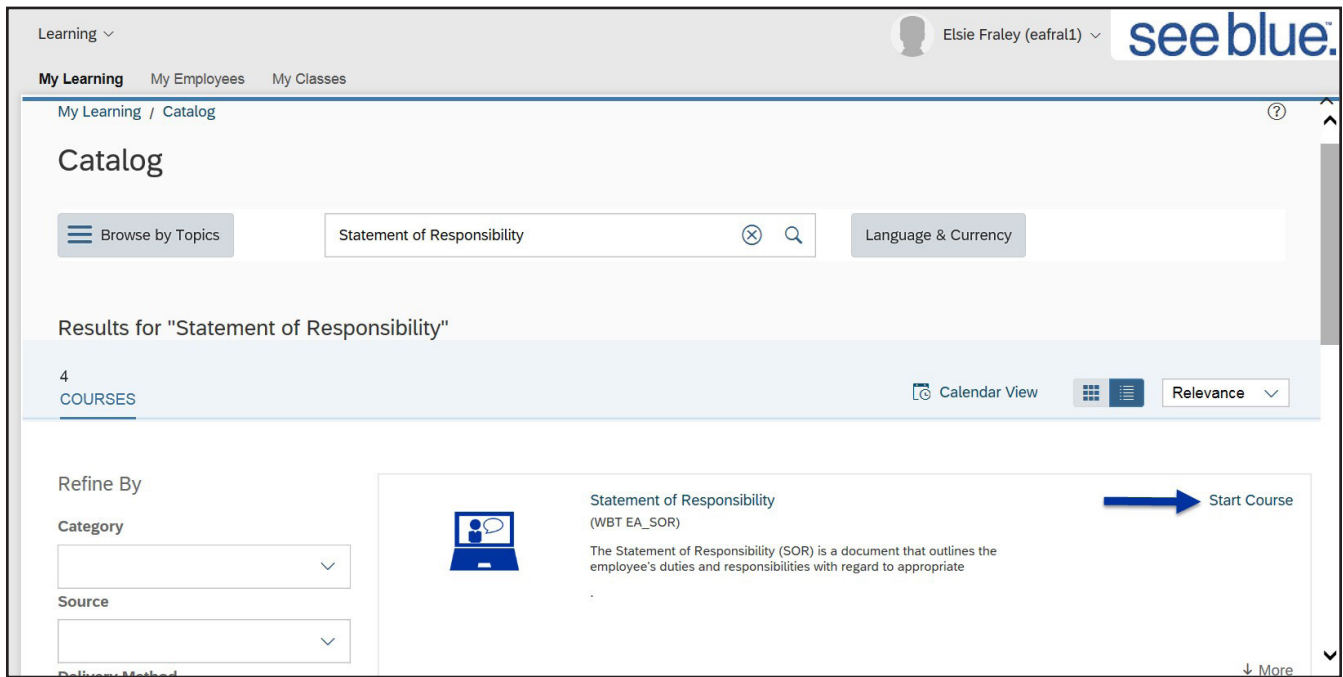 Learning
Elsie Fraley (eafral1)
see blue.™
My Learning My Employees My Classes
My Learning / Catalog
?
Catalog
Browse by Topics
Statement of Responsibility
Language & Currency
Results for "Statement of Responsibility"
4
COURSES
Calendar View
Relevance
Refine By
Category
Source
Delivery Method
Statement of Responsibility
Start Course
(WBT EA_SOR)
The Statement of Responsibility (SOR) is a document that outlines the
employee's duties and responsibilities with regard to appropriate
.
More